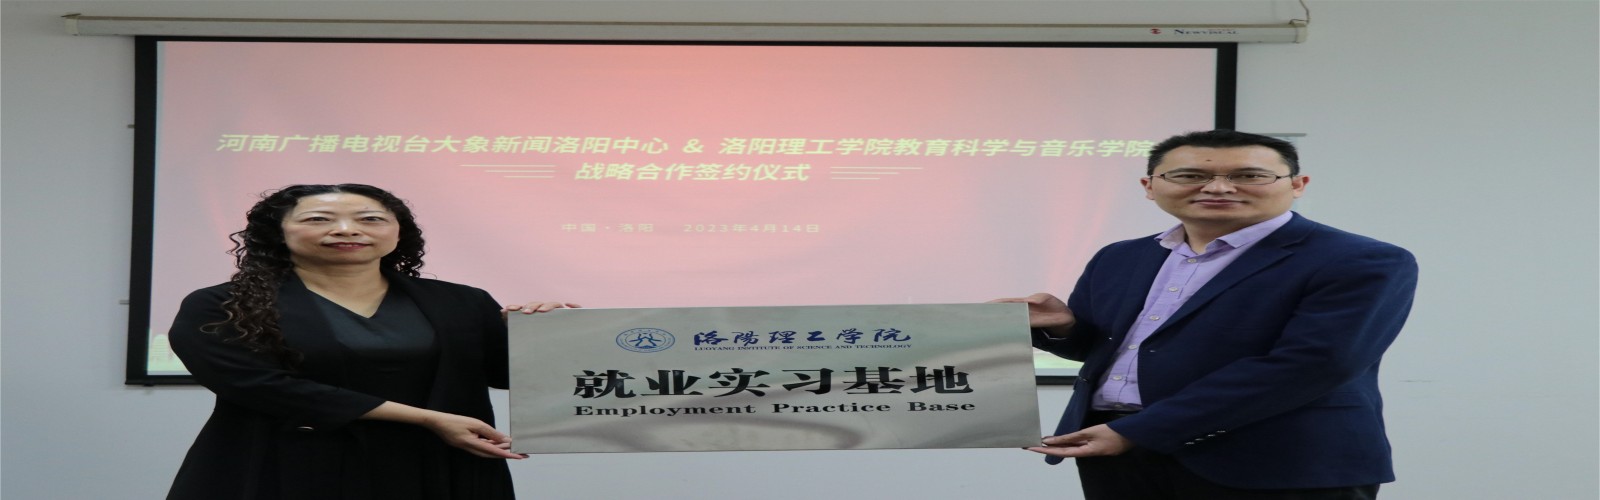 河南广播电视台大象新闻洛阳中心 & 洛阳理工学院教育科学与音乐学院
战略合作签约仪式
中国·洛阳 2023年4月14日
洛阳理工学院
LUOYANG INSTITUTE OF SCIENCE AND TECHNOLOGY
就业实习基地
Employment Practice Base